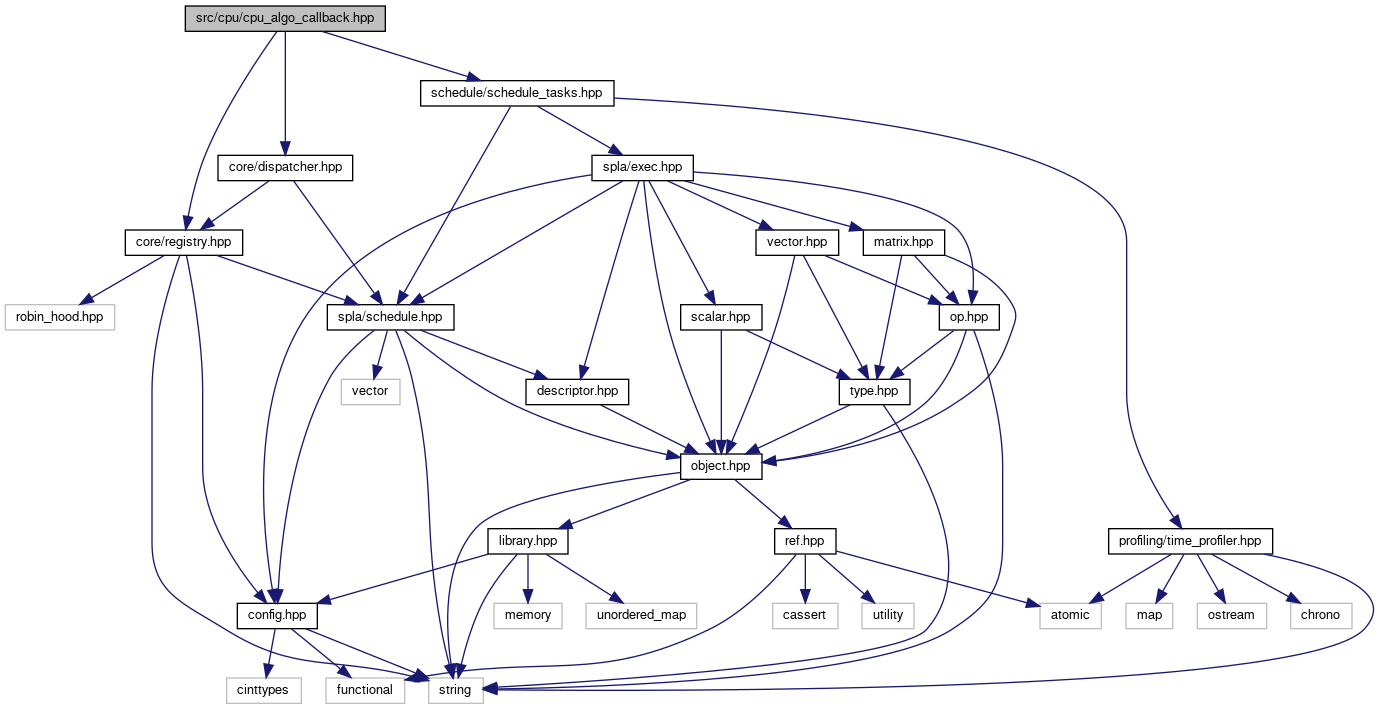 src/cpu/cpu_algo_callback.hpp
schedule/schedule_tasks.hpp
core/dispatcher.hpp
spla/exec.hpp
core/registry.hpp
vector.hpp
matrix.hpp
robin_hood.hpp
spla/schedule.hpp
scalar.hpp
op.hpp
vector
descriptor.hpp
type.hpp
object.hpp
library.hpp
ref.hpp
profiling/time_profiler.hpp
config.hpp
memory
unordered_map
cassert
utility
atomic
map
ostream
chrono
cinttypes
functional
string